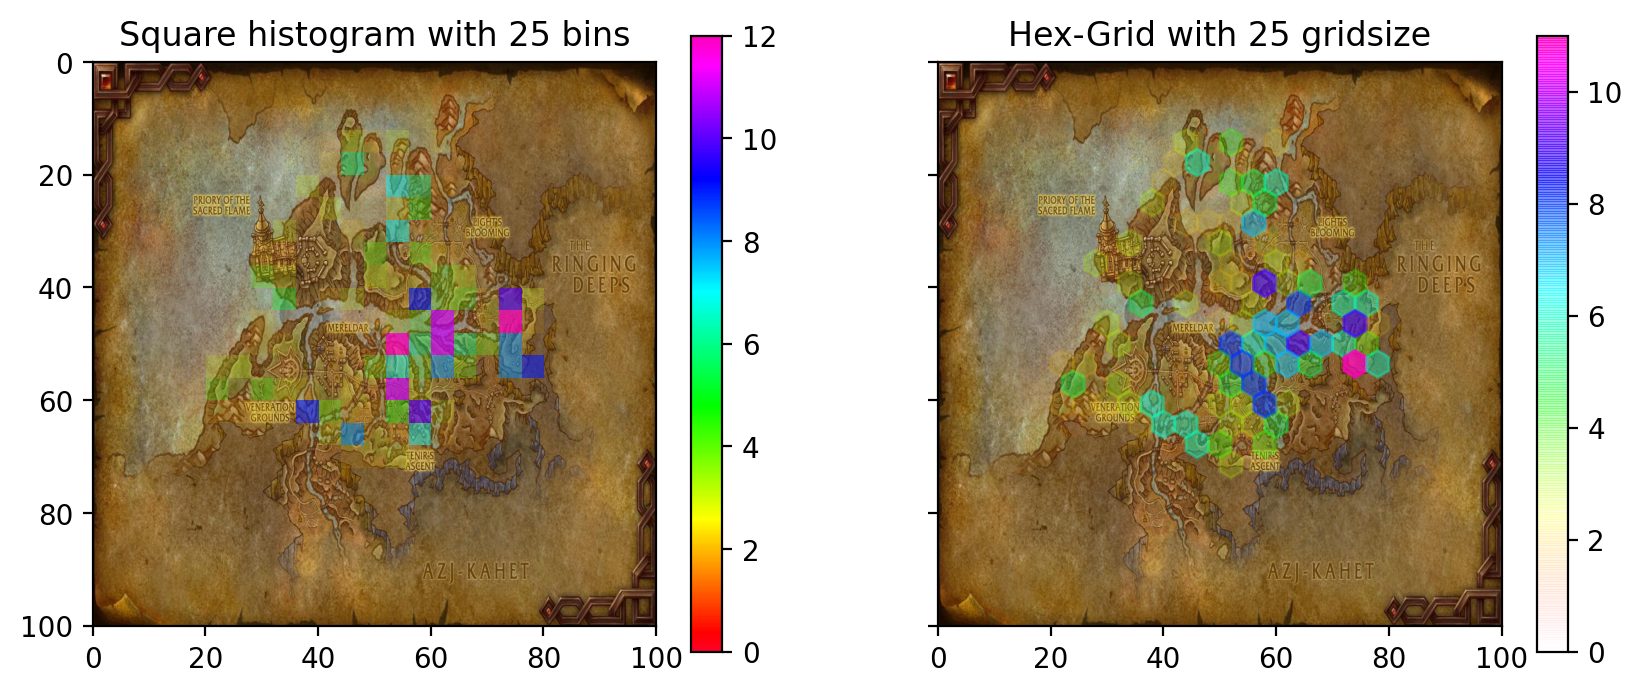 Square histogram with 25 bins
Hex-Grid with 25 gridsize
0
20
40
60
80
100
0
20
40
60
80
100
PRIORY OF THE
SACRED FLAME
LIGHT'S
BLOOMING
THE
RINGING
DEEPS
MERELDAR
VENERATION
GROUNDS
TENIR'S
ASCENT
AZJ-KAHET
12
10
8
6
4
2
0
PRIORY OF THE
SACRED FLAME
LIGHT'S
BLOOMING
THE
RINGING
DEEPS
MERELDAR
VENERATION
GROUNDS
TENIR'S
ASCENT
AZJ-KAHET
0
20
40
60
80
100
10
8
6
4
2
0